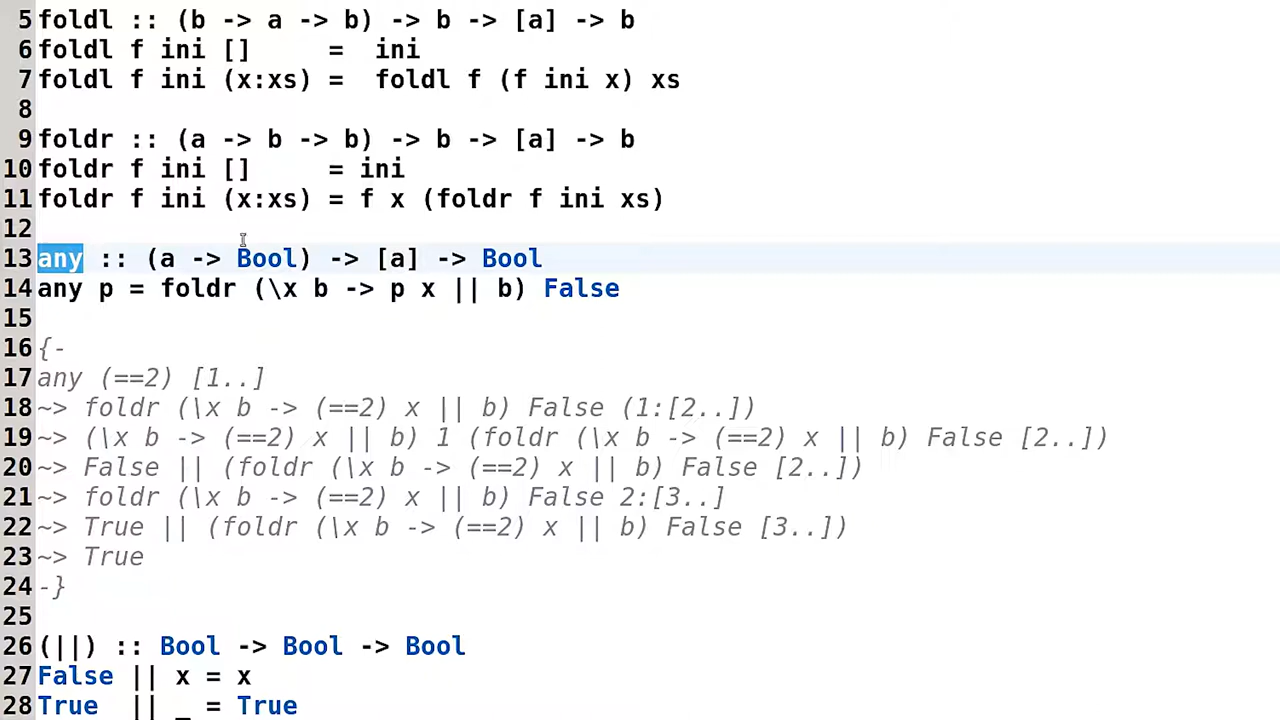 5 foldl :: (b -> a -> b) -> b -> [a] -> b
6 foldl f ini []     =  ini
7 foldl f ini (x:xs) =  foldl f (f ini x) xs
8
9 foldr :: (a -> b -> b) -> b -> [a] -> b
10 foldr f ini []     = ini
11 foldr f ini (x:xs) = f x (foldr f ini xs)
12
13 any :: (a -> Bool) -> [a] -> Bool
14 any p = foldr (\x b -> p x || b) False
15
16 {-
17 any (==2) [1..]
18 ~> foldr (\x b -> (==2) x || b) False (1:[2..])
19 ~> (\x b -> (==2) x || b) 1 (foldr (\x b -> (==2) x || b) False [2..])
20 ~> False || (foldr (\x b -> (==2) x || b) False [2..])
21 ~> foldr (\x b -> (==2) x || b) False 2:[3..]
22 ~> True || (foldr (\x b -> (==2) x || b) False [3..])
23 ~> True
24 -}
25
26 (||) :: Bool -> Bool -> Bool
27 False || x = x
28 True  || _ = True